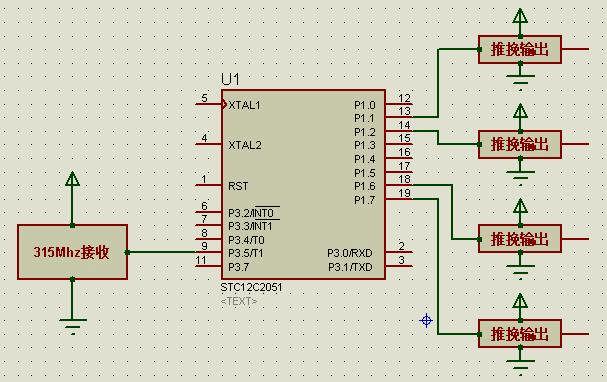 U1
推挽输出
5 XTAL1 P1.0 12
P1.1 13
P1.2 14
4 XTAL2 P1.3 15
P1.4 16
推挽输出
P1.5 17
1 RST P1.6 18
P1.7 19
6 P3.2/INT0
7 P3.3/INT1
8 P3.4/T0
315Mhz接收
9 P3.5/T1 P3.0/RXD 2
11 P3.7 P3.1/TXD 3
推挽输出
STC12C2051
<TEXT>
推挽输出